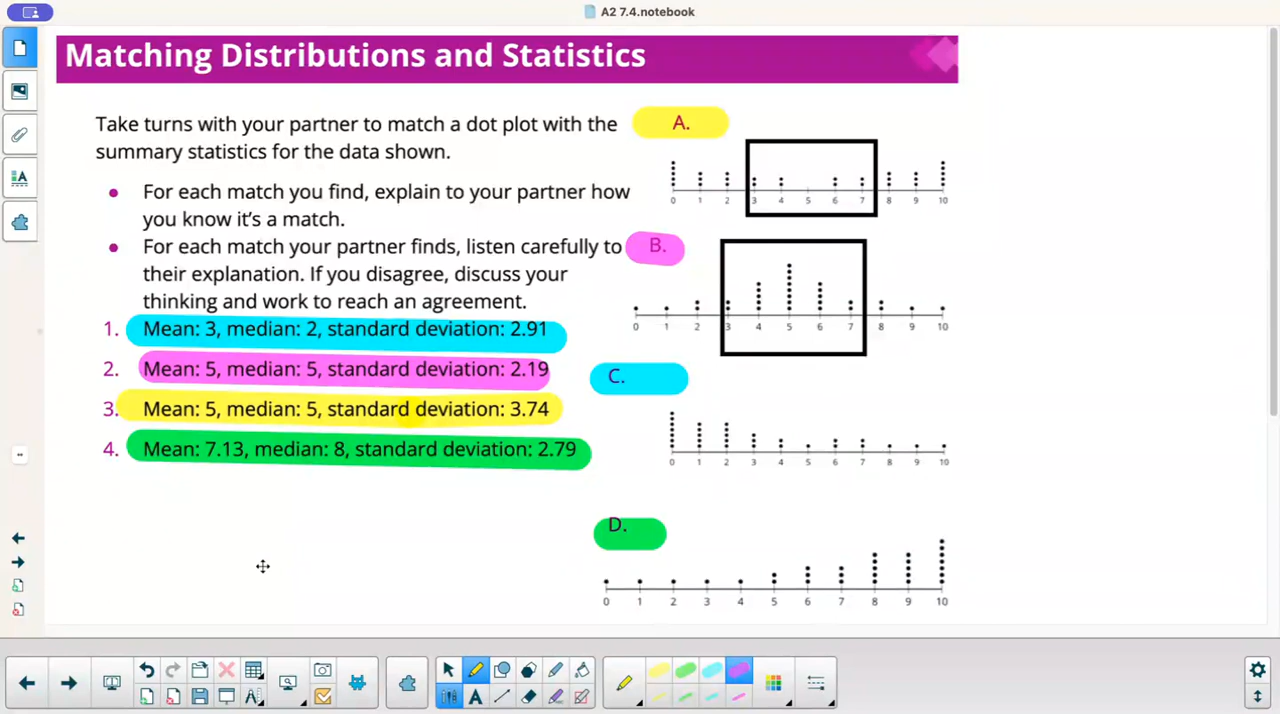 A2 7.4.notebook
Matching Distributions and Statistics
Take turns with your partner to match a dot plot with the
summary statistics for the data shown.
• For each match you find, explain to your partner how
you know it's a match.
• For each match your partner finds, listen carefully to
their explanation. If you disagree, discuss your
thinking and work to reach an agreement.
1. Mean: 3, median: 2, standard deviation: 2.91
2. Mean: 5, median: 5, standard deviation: 2.19
3. Mean: 5, median: 5, standard deviation: 3.74
4. Mean: 7.13, median: 8, standard deviation: 2.79
A.
0 1 2 3 4 5 6 7 8 9 10
B.
0 1 2 3 4 5 6 7 8 9 10
C.
0 1 2 3 4 5 6 7 8 9 10
D.
0 1 2 3 4 5 6 7 8 9 10